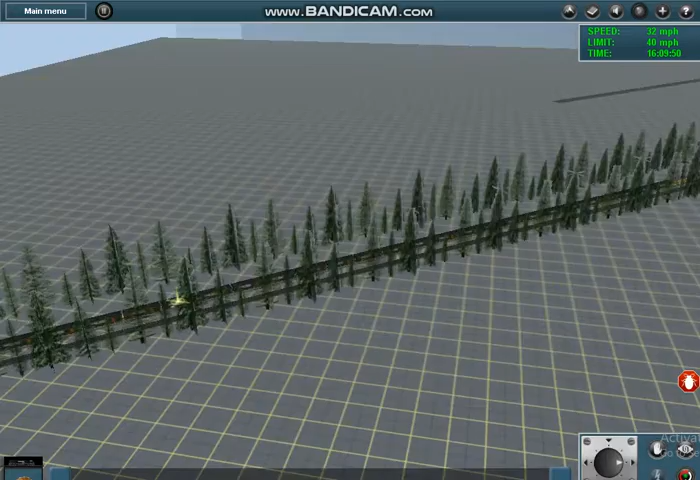 Main menu
WWW.BANDICAM.COM
SPEED: 32 mph
LIMIT: 40 mph
TIME: 16:09:50